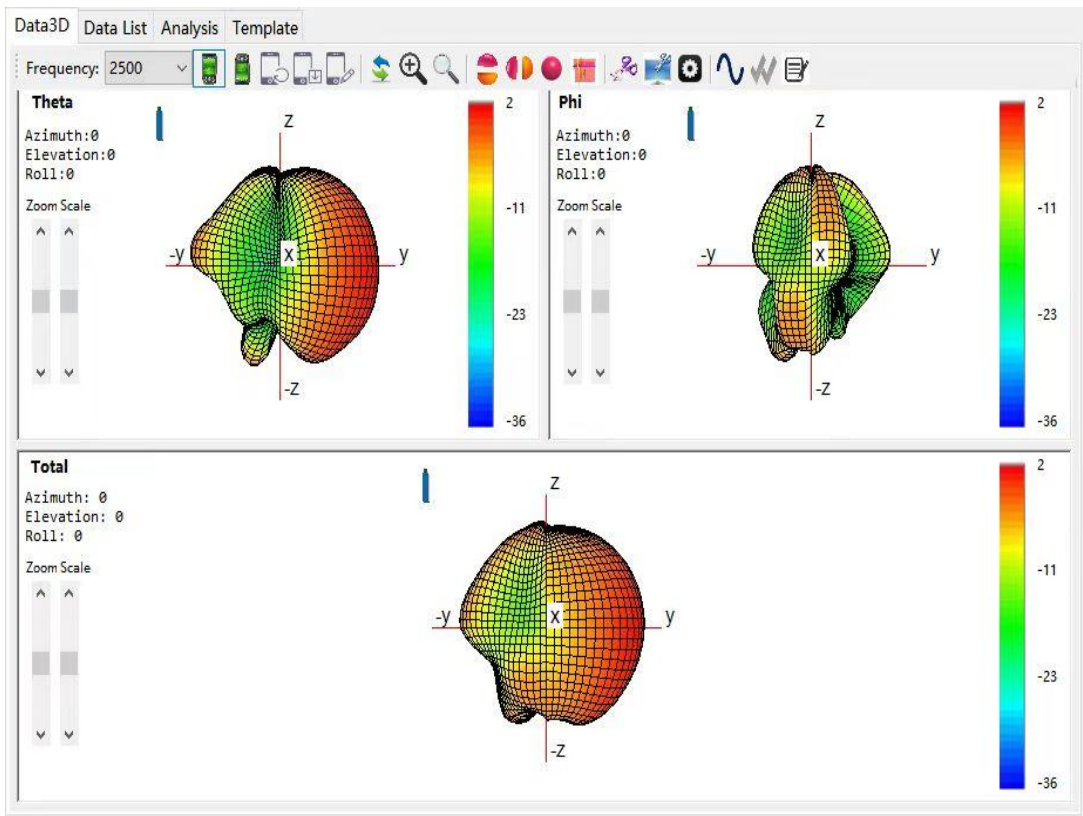 Data3D Data List Analysis Template
Frequency: 2500
Theta
Azimuth:0
Elevation:0
Roll:0
Zoom Scale
Z
-y
X
y
-Z
2
-11
-23
-36
Phi
Azimuth:0
Elevation:0
Roll:0
Zoom Scale
Z
-y
X
y
-Z
2
-11
-23
-36
Total
Azimuth: 0
Elevation: 0
Roll: 0
Zoom Scale
Z
-y
X
y
-Z
2
-11
-23
-36